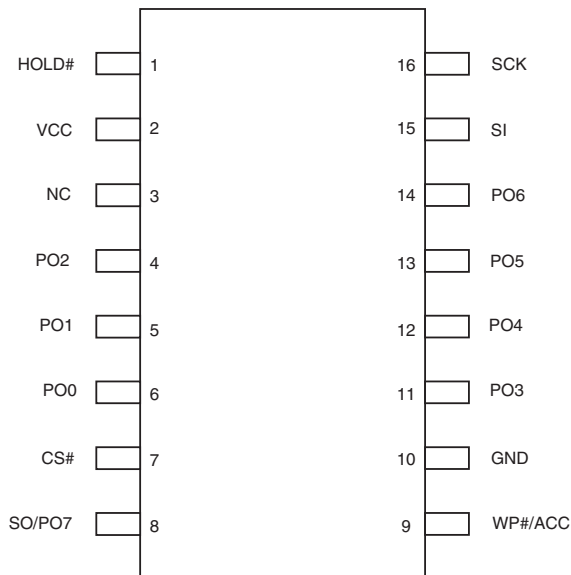 HOLD# 1 16 SCK
VCC 2 15 SI
NC 3 14 PO6
PO2 4 13 PO5
PO1 5 12 PO4
PO0 6 11 PO3
CS# 7 10 GND
SO/PO7 8 9 WP#/ACC